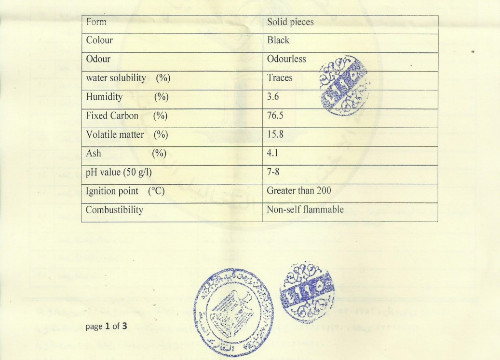 Form Solid pieces
Colour Black
Odour Odourless
water solubility (%) Traces
Humidity (%) 3.6
Fixed Carbon (%) 76.5
Volatile matter (%) 15.8
Ash (%) 4.1
pH value (50 g/l) 7-8
Ignition point (°C) Greater than 200
Combustibility Non-self flammable
page 1 of 3